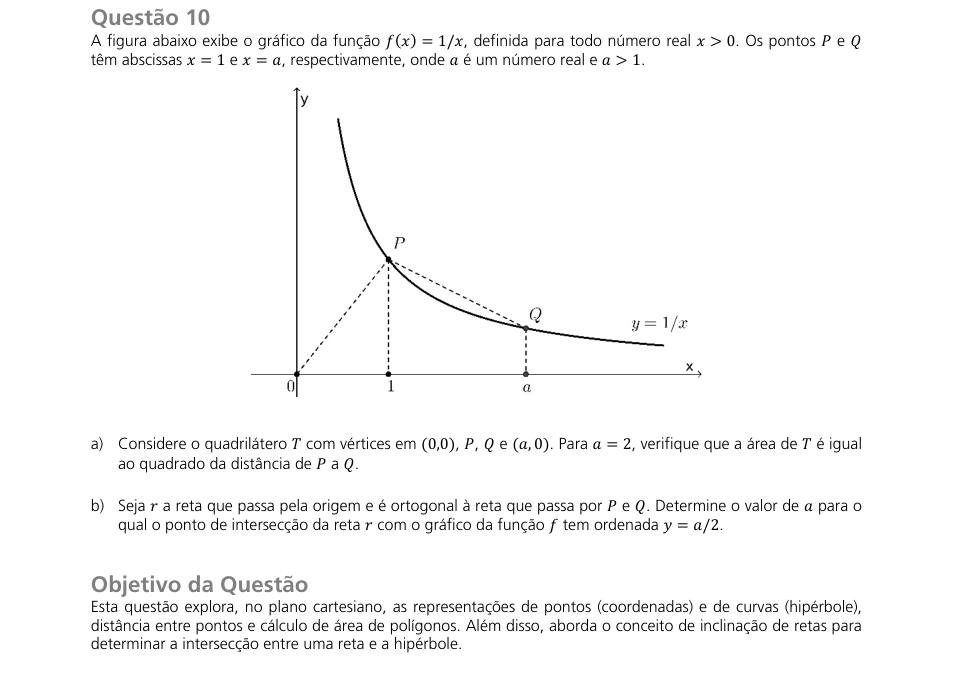 Questão 10
A figura abaixo exibe o gráfico da função f(x) = 1/x, definida para todo número real x > 0. Os pontos P e Q
têm abscissas x = 1 e x = a, respectivamente, onde a é um número real e a > 1.
y
P
Q
y = 1/x
x
0
1
a
a) Considere o quadrilátero T com vértices em (0,0), P, Q e (a, 0). Para a = 2, verifique que a área de T é igual
ao quadrado da distância de P a Q.
b) Seja r a reta que passa pela origem e é ortogonal à reta que passa por P e Q. Determine o valor de a para o
qual o ponto de intersecção da reta r com o gráfico da função f tem ordenada y = a/2.
Objetivo da Questão
Esta questão explora, no plano cartesiano, as representações de pontos (coordenadas) e de curvas (hipérbole),
distância entre pontos e cálculo de área de polígonos. Além disso, aborda o conceito de inclinação de retas para
determinar a intersecção entre uma reta e a hipérbole.